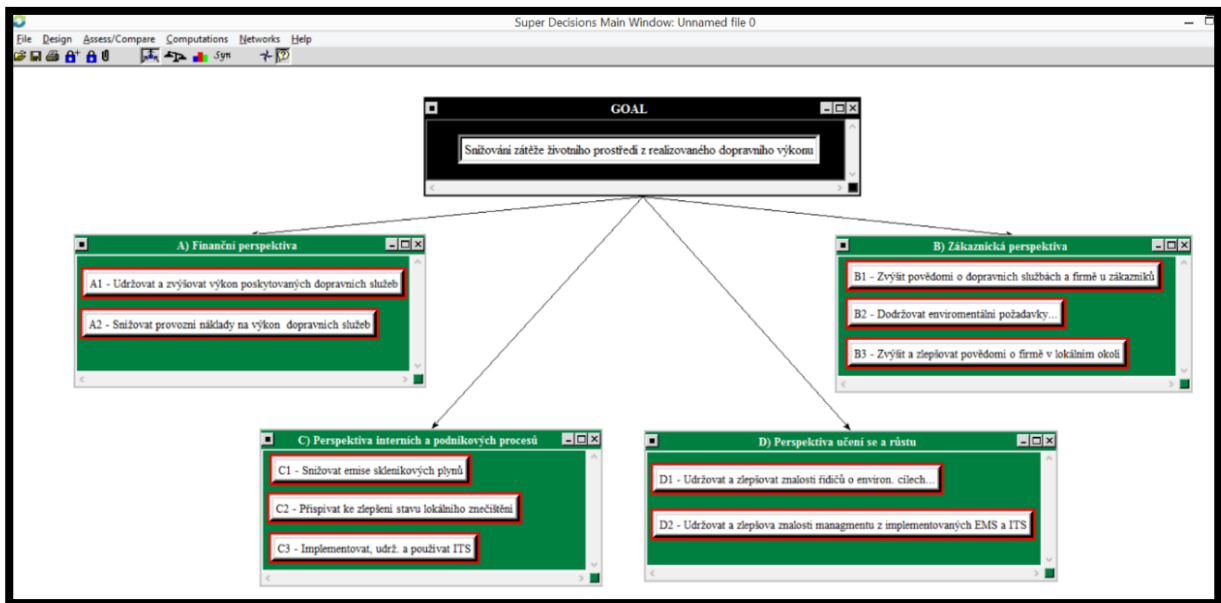 Super Decisions Main Window: Unnamed file 0
File Design Assess/Compare Computations Networks Help
Syn
GOAL
Snižování zátěže životního prostředí z realizovaného dopravního výkonu
A) Finanční perspektiva
A1 - Udržovat a zvýšovat výkon poskytovaných dopravních služeb
A2 - Snižovat provozní náklady na výkon dopravních služeb
B) Zákaznická perspektiva
B1 - Zvýšit povědomí o dopravních službách a firmě u zákazníků
B2 - Dodržovat enviromentální požadavky...
B3 - Zvýšit a zlepšovat povědomí o firmě v lokálním okolí
C) Perspektiva interních a podnikových procesů
C1 - Snižovat emise skleníkových plynů
C2 - Přispívat ke zlepšení stavu lokálního znečištění
C3 - Implementovat, udrž. a používat ITS
D) Perspektiva učení se a růstu
D1 - Udržovat a zlepšovat znalosti řidičů o environ. cílech...
D2 - Udržovat a zlepšova znalosti managmentu z implementovaných EMS a ITS